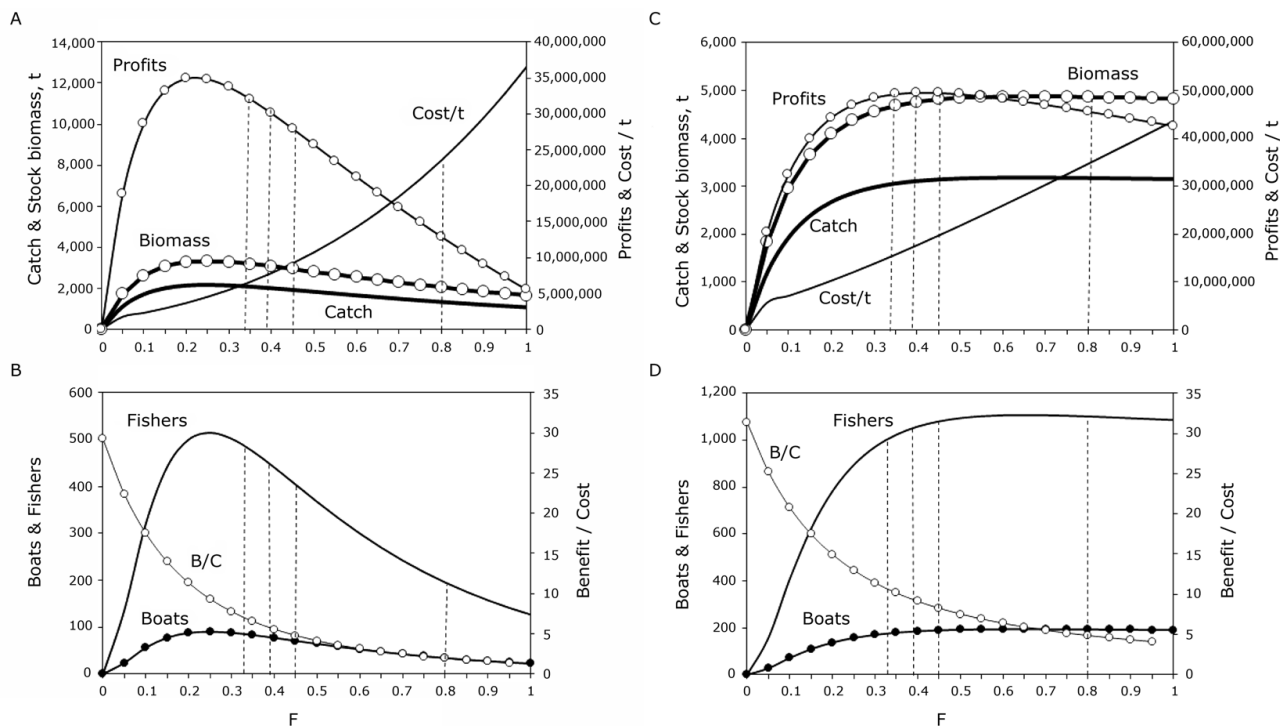 A
14,000
12,000
10,000
8,000
6,000
4,000
2,000
0
Catch & Stock biomass, t
Profits
Cost/t
Biomass
Catch
40,000,000
35,000,000
30,000,000
25,000,000
20,000,000
15,000,000
10,000,000
5,000,000
0
Profits & Cost / t
0 0.1 0.2 0.3 0.4 0.5 0.6 0.7 0.8 0.9 1
C
6,000
5,000
4,000
3,000
2,000
1,000
0
Catch & Stock biomass, t
Profits
Biomass
Catch
Cost/t
60,000,000
50,000,000
40,000,000
30,000,000
20,000,000
10,000,000
0
Profits & Cost / t
0 0.1 0.2 0.3 0.4 0.5 0.6 0.7 0.8 0.9 1
B
600
500
400
300
200
100
0
Boats & Fishers
Fishers
B/C
Boats
35
30
25
20
15
10
5
0
Benefit / Cost
0 0.1 0.2 0.3 0.4 0.5 0.6 0.7 0.8 0.9 1
F
D
1,200
1,000
800
600
400
200
0
Boats & Fishers
Fishers
B/C
Boats
35
30
25
20
15
10
5
0
Benefit / Cost
0 0.1 0.2 0.3 0.4 0.5 0.6 0.7 0.8 0.9 1
F